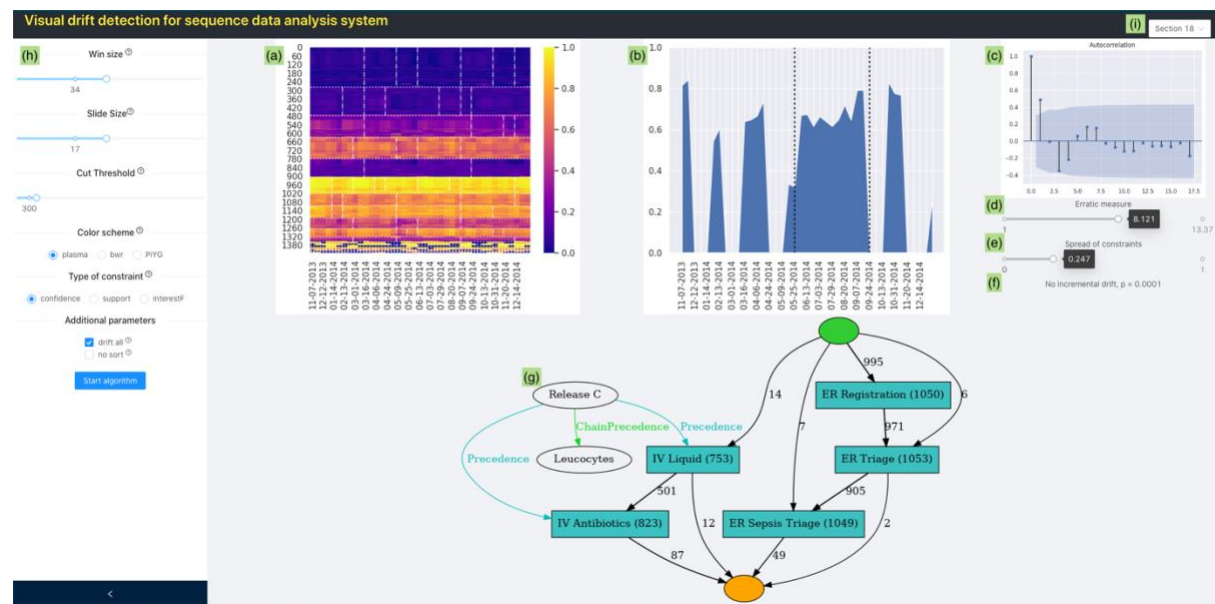 Visual drift detection for sequence data analysis system
(i)
Section 18
(h)
Win size
34
Slide Size
17
Cut Threshold
300
Color scheme
plasma
bwr
PIYG
Type of constraint
confidence
support
interestF
Additional parameters
drift all
no sort
Start algorithm
<
(a)
0
60
120
180
240
300
360
420
480
540
600
660
720
780
840
900
960
1020
1080
1140
1200
1260
1320
1380
1.0
0.8
0.6
0.4
0.2
0.0
11-07-2013
12-12-2013
01-14-2014
02-13-2014
03-01-2014
03-16-2014
04-06-2014
04-24-2014
05-09-2014
05-25-2014
06-13-2014
07-03-2014
07-29-2014
08-20-2014
09-07-2014
09-24-2014
10-13-2014
10-31-2014
11-20-2014
12-14-2014
(b)
1.0
0.8
0.6
0.4
0.2
0.0
11-07-2013
12-12-2013
01-14-2014
02-13-2014
03-01-2014
03-16-2014
04-06-2014
04-24-2014
05-09-2014
05-25-2014
06-13-2014
07-03-2014
07-29-2014
08-20-2014
09-07-2014
09-24-2014
10-13-2014
10-31-2014
11-20-2014
12-14-2014
(c)
Autocorrelation
1.0
0.8
0.6
0.4
0.2
0.0
−0.2
−0.4
0.0 2.5 5.0 7.5 10.0 12.5 15.0 17.5
(d)
Erratic measure
8.121
1
13.37
(e)
Spread of constraints
0.247
0
1
(f)
No incremental drift, p = 0.0001
(g)
Release C
ChainPrecedence
Precedence
Precedence
Leucocytes
14
995
7
6
ER Registration (1050)
971
IV Liquid (753)
ER Triage (1053)
501
905
IV Antibiotics (823)
12
ER Sepsis Triage (1049)
2
87
49